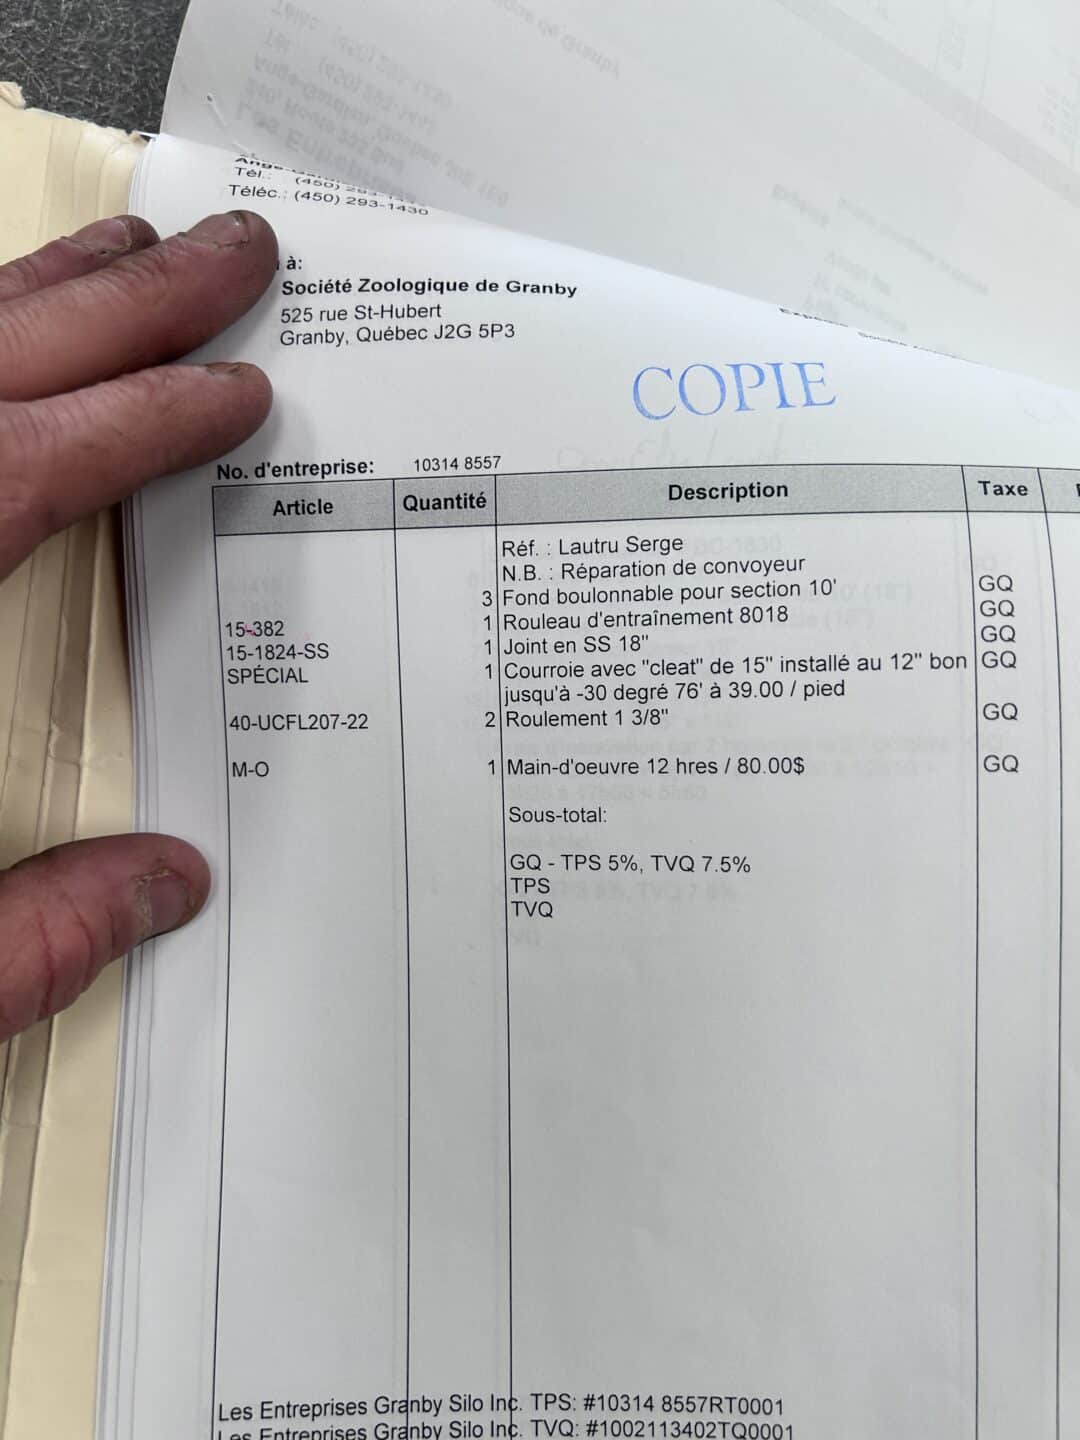 Tél.: (450)
Téléc.: (450) 293-1430
à:
Société Zoologique de Granby
525 rue St-Hubert
Granby, Québec J2G 5P3
COPIE
No. d'entreprise: 10314 8557
Article Quantité Description Taxe
Réf. : Lautru Serge
N.B. : Réparation de convoyeur
3 Fond boulonnable pour section 10' GQ
15-382 1 Rouleau d'entraînement 8018 GQ
15-1824-SS 1 Joint en SS 18" GQ
SPÉCIAL 1 Courroie avec "cleat" de 15" installé au 12" bon GQ
jusqu'à -30 degré 76' à 39.00 / pied
40-UCFL207-22 2 Roulement 1 3/8" GQ
M-O 1 Main-d'oeuvre 12 hres / 80.00$ GQ
Sous-total:
GQ - TPS 5%, TVQ 7.5%
TPS
TVQ
Les Entreprises Granby Silo Inc. TPS: #10314 8557RT0001
Les Entreprises Granby Silo Inc. TVQ: #1002113402TQ0001